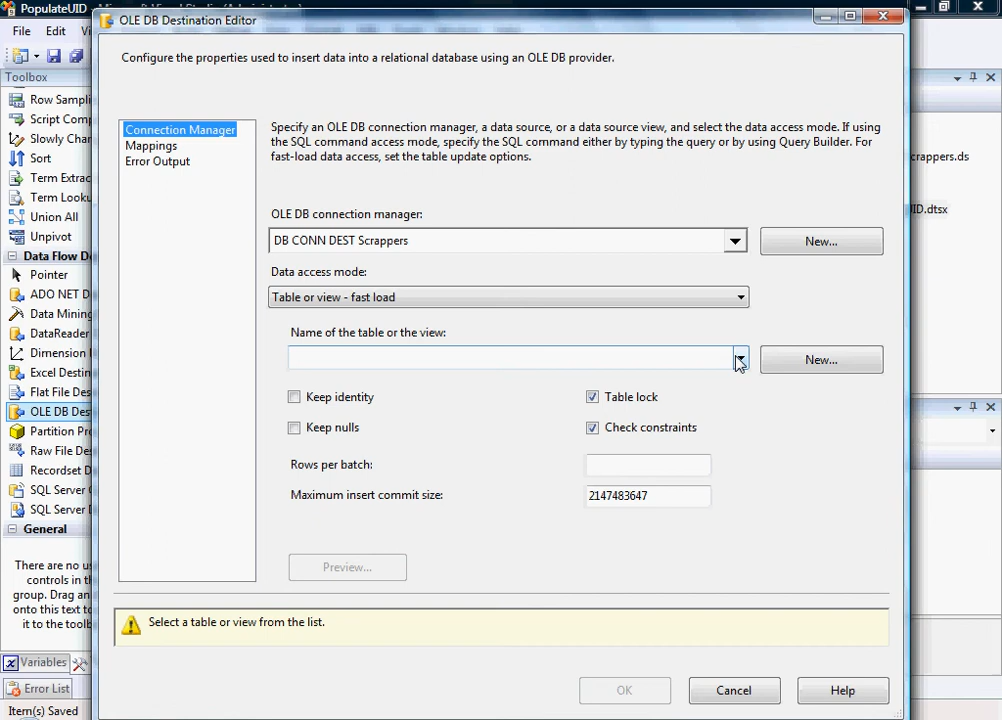 PopulateUID
OLE DB Destination Editor
File Edit
Toolbox
Row Sampli
Script Comp
Slowly Char
Sort
Term Extrac
Term Looku
Union All
Unpivot
Data Flow De
Pointer
ADO NET D
Data Mining
DataReader
Dimension
Excel Destin
Flat File Des
OLE DB Des
Partition Pr
Raw File De
Recordset D
SQL Server C
SQL Server D
General
There are no us
controls in th
group. Drag an
onto this text to
it to the toolb
Variables
Error List
Item(s) Saved
Configure the properties used to insert data into a relational database using an OLE DB provider.
Connection Manager
Mappings
Error Output
Specify an OLE DB connection manager, a data source, or a data source view, and select the data access mode. If using
the SQL command access mode, specify the SQL command either by typing the query or by using Query Builder. For
fast-load data access, set the table update options.
OLE DB connection manager:
DB CONN DEST Scrappers New...
Data access mode:
Table or view - fast load
Name of the table or the view:
New...
Keep identity Table lock
Keep nulls Check constraints
Rows per batch:
Maximum insert commit size: 2147483647
Preview...
Select a table or view from the list.
OK Cancel Help
crappers.ds
ID.dtsx